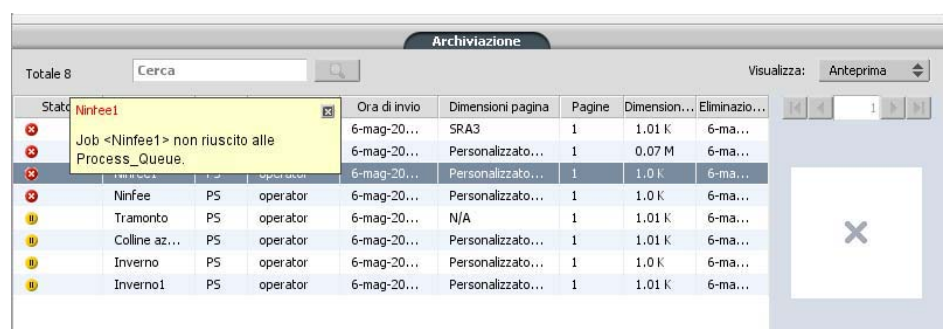 Archiviazione
Totale 8 Cerca Visualizza: Anteprima
Stato Ora di invio Dimensioni pagina Pagine Dimension... Eliminazio... 1
Ninfee1
Job <Ninfee1> non riuscito alle
Process_Queue.
6-mag-20... SRA3 1 1.01 K 6-ma...
6-mag-20... Personalizzato... 1 0.07 M 6-ma...
Ninfee1 PS operator 6-mag-20... Personalizzato... 1 1.0 K 6-ma...
Ninfee PS operator 6-mag-20... Personalizzato... 1 1.0 K 6-ma...
Tramonto PS operator 6-mag-20... N/A 1 1.01 K 6-ma...
Colline az... PS operator 6-mag-20... Personalizzato... 1 1.01 K 6-ma...
Inverno PS operator 6-mag-20... Personalizzato... 1 1.0 K 6-ma...
Inverno1 PS operator 6-mag-20... Personalizzato... 1 1.01 K 6-ma...